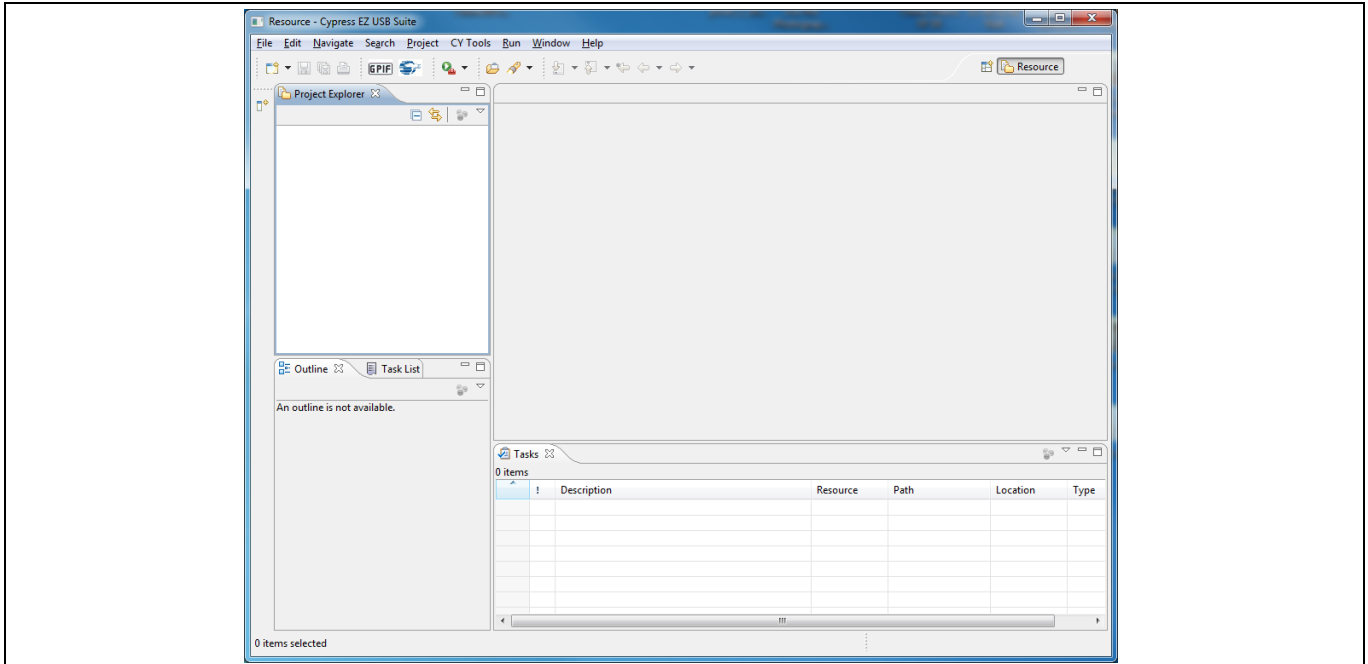 Resource - Cypress EZ USB Suite
File Edit Navigate Search Project CY Tools Run Window Help
GPIF
Resource
Project Explorer
Outline
Task List
An outline is not available.
Tasks
0 items
! Description Resource Path Location Type
0 items selected